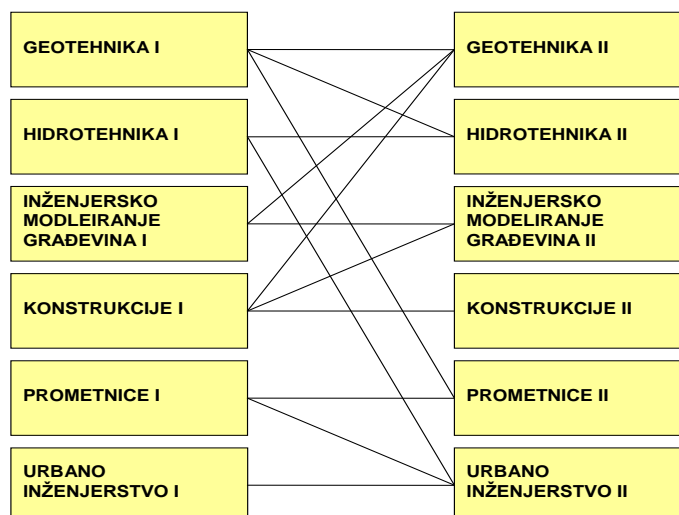 GEOTEHNIKA I
GEOTEHNIKA II
HIDROTEHNIKA I
HIDROTEHNIKA II
INŽENJERSKO
MODLEIRANJE
GRAĐEVINA I
INŽENJERSKO
MODELIRANJE
GRAĐEVINA II
KONSTRUKCIJE I
KONSTRUKCIJE II
PROMETNICE I
PROMETNICE II
URBANO
INŽENJERSTVO I
URBANO
INŽENJERSTVO II